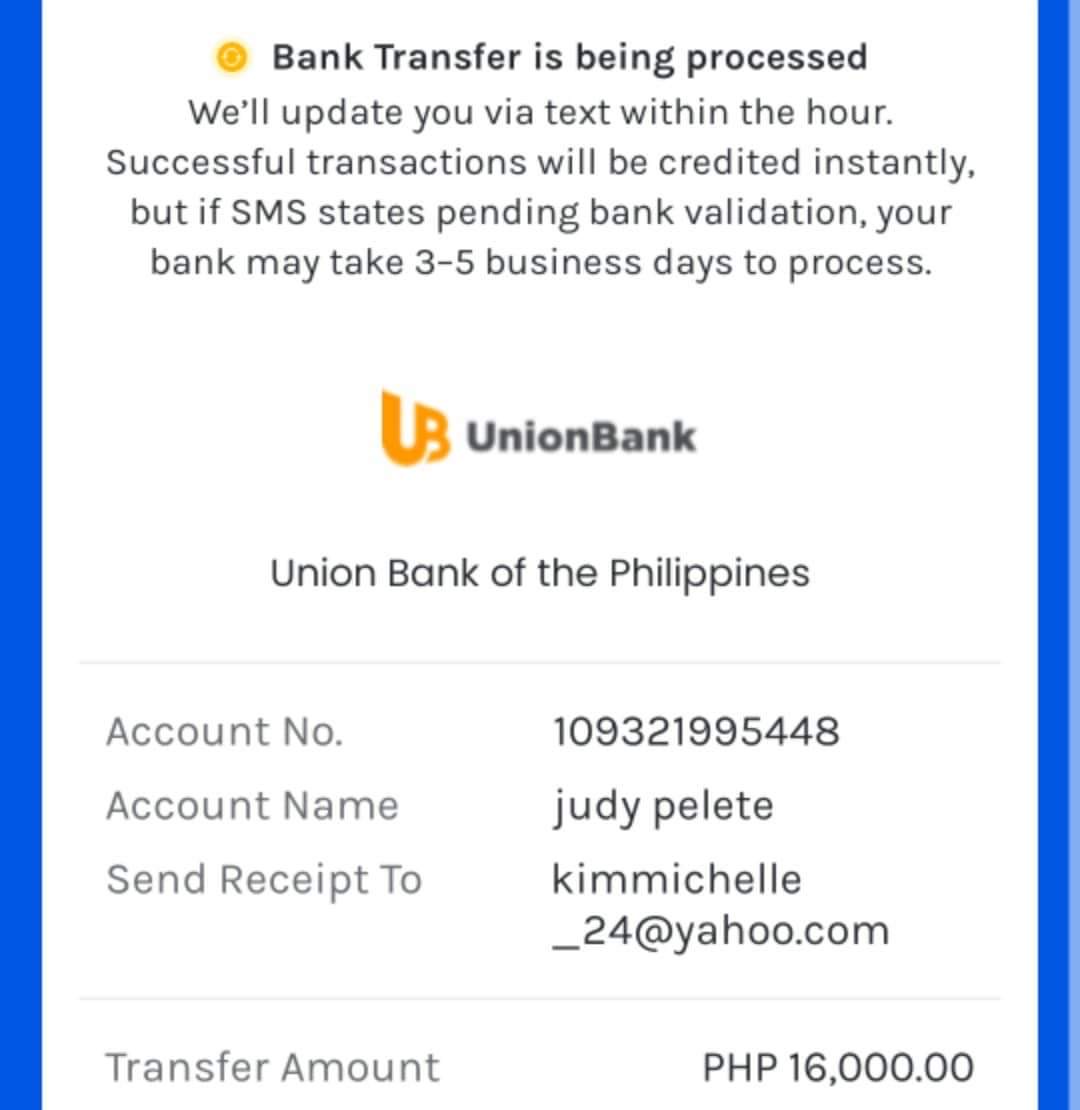 Bank Transfer is being processed
We'll update you via text within the hour.
Successful transactions will be credited instantly,
but if SMS states pending bank validation, your
bank may take 3–5 business days to process.
UB UnionBank
Union Bank of the Philippines
Account No. 109321995448
Account Name judy pelete
Send Receipt To kimmichelle
_24@yahoo.com
Transfer Amount PHP 16,000.00